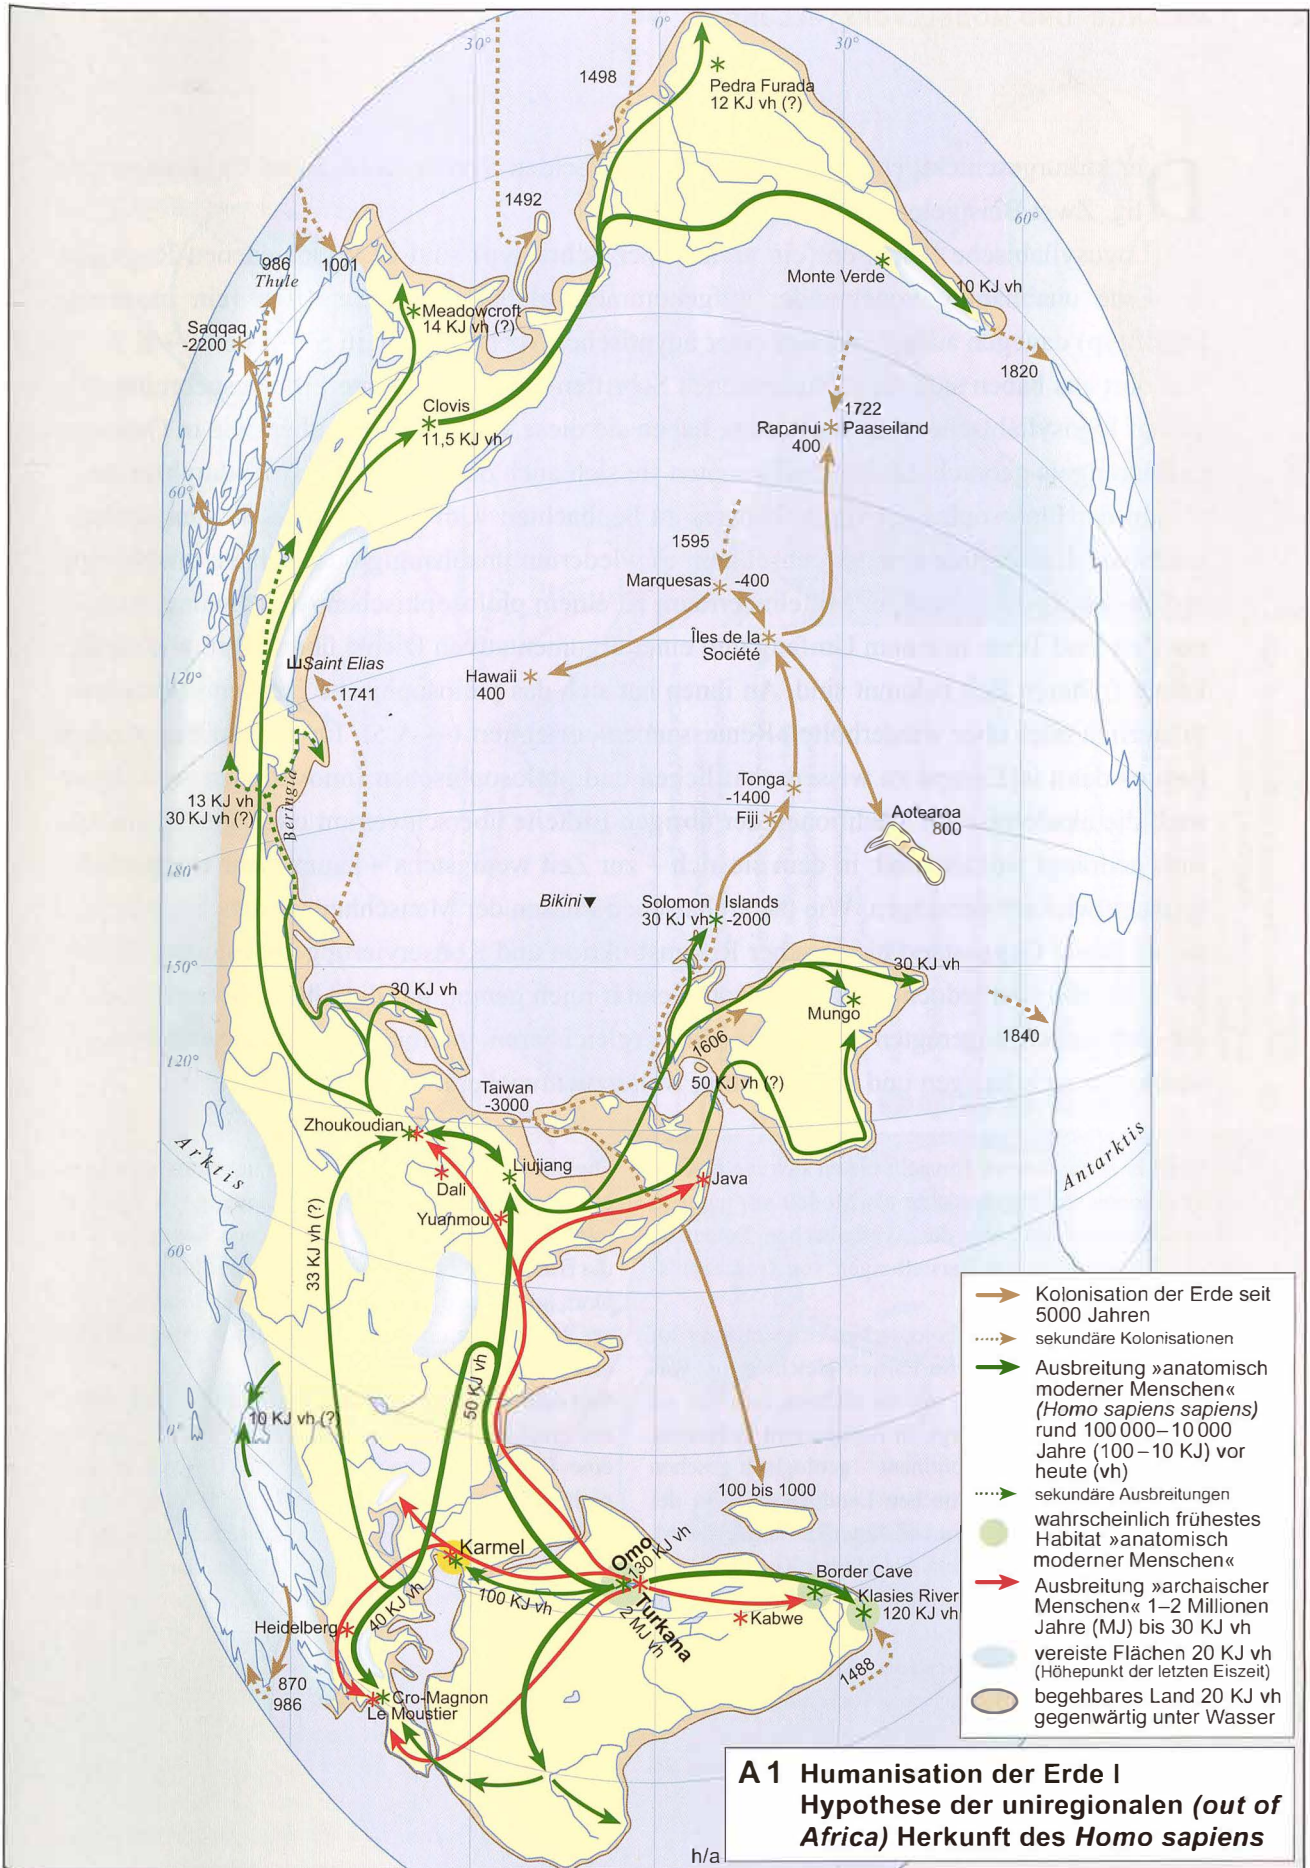 0°
30°
30°
1498
Pedra Furada
12 KJ vh (?)
1492
60°
986
1001
Thule
Monte Verde
10 KJ vh
Meadowcroft
14 KJ vh (?)
Saqqaq
-2200
1820
Clovis
11,5 KJ vh
1722
Rapanui
Paaseiland
400
60°
1595
Marquesas
-400
Îles de la
Société
Saint Elias
1741
120°
Hawaii
400
Tonga
-1400
Fiji
Aotearoa
800
13 KJ vh
30 KJ vh (?)
Beringia
180°
Bikini
Solomon Islands
30 KJ vh -2000
150°
30 KJ vh
30 KJ vh
Mungo
1606
1840
120°
50 KJ vh (?)
Taiwan
-3000
Zhoukoudian
Arktis
Antarktis
Liujiang
Dali
Java
Yuanmou
33 KJ vh (?)
60°
50 KJ vh
10 KJ vh (?)
0°
100 bis 1000
Karmel
Omo
130 KJ vh
Border Cave
100 KJ vh
40 KJ vh
Klasies River
120 KJ vh
Kabwe
Turkana
2 MJ vh
Heidelberg
1488
870
986
Cro-Magnon
Le Moustier
Kolonisation der Erde seit
5000 Jahren
sekundäre Kolonisationen
Ausbreitung »anatomisch
moderner Menschen«
(Homo sapiens sapiens)
rund 100 000–10 000
Jahre (100–10 KJ) vor
heute (vh)
sekundäre Ausbreitungen
wahrscheinlich frühestes
Habitat »anatomisch
moderner Menschen«
Ausbreitung »archaischer
Menschen« 1–2 Millionen
Jahre (MJ) bis 30 KJ vh
vereiste Flächen 20 KJ vh
(Höhepunkt der letzten Eiszeit)
begehbares Land 20 KJ vh
gegenwärtig unter Wasser
A 1 Humanisation der Erde I
Hypothese der uniregionalen (out of
Africa) Herkunft des Homo sapiens
h/a